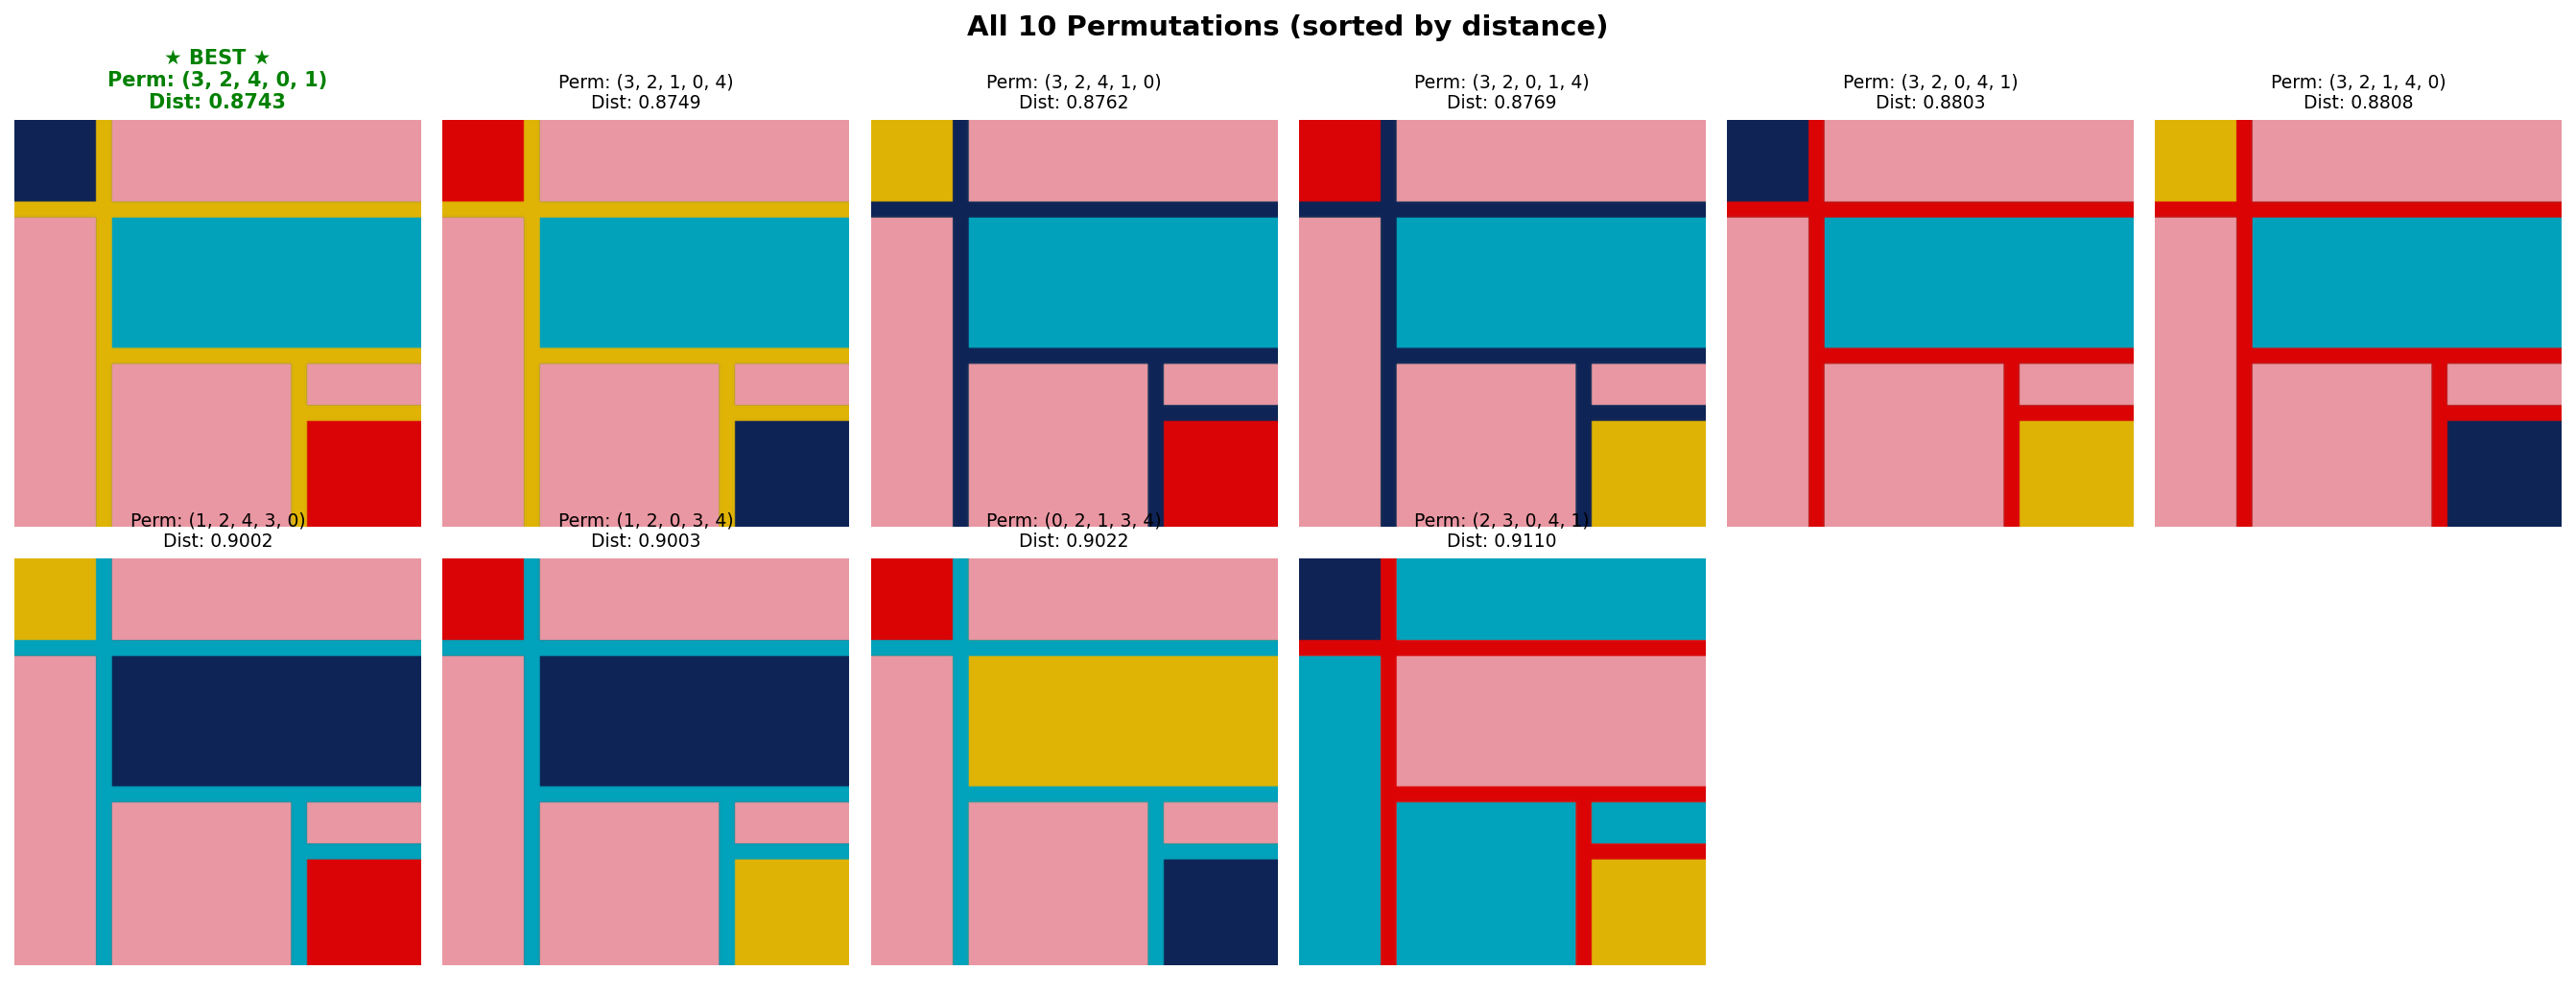 All 10 Permutations (sorted by distance)
★ BEST ★
Perm: (3, 2, 4, 0, 1)
Dist: 0.8743
Perm: (3, 2, 1, 0, 4)
Dist: 0.8749
Perm: (3, 2, 4, 1, 0)
Dist: 0.8762
Perm: (3, 2, 0, 1, 4)
Dist: 0.8769
Perm: (3, 2, 0, 4, 1)
Dist: 0.8803
Perm: (3, 2, 1, 4, 0)
Dist: 0.8808
Perm: (1, 2, 4, 3, 0)
Dist: 0.9002
Perm: (1, 2, 0, 3, 4)
Dist: 0.9003
Perm: (0, 2, 1, 3, 4)
Dist: 0.9022
Perm: (2, 3, 0, 4, 1)
Dist: 0.9110